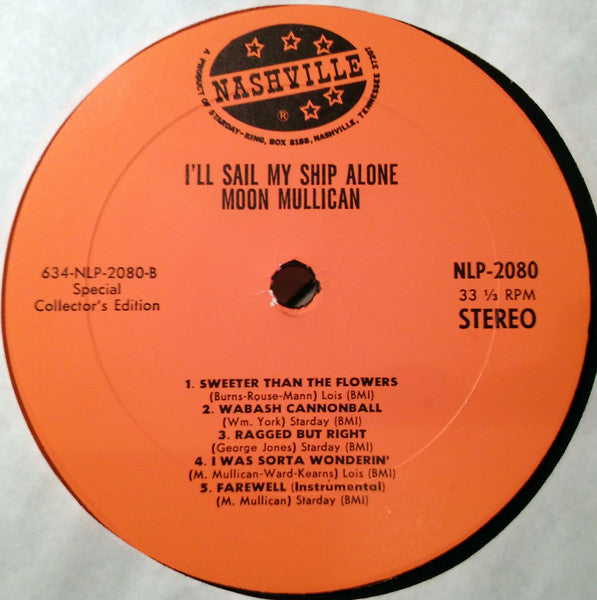 NASHVILLE
®
A PRODUCT OF STARDAY-KING, BOX 8188, NASHVILLE, TENNESSEE 37207
I'LL SAIL MY SHIP ALONE
MOON MULLICAN
634-NLP-2080-B
Special
Collector's Edition
NLP-2080
33 ⅓ RPM
STEREO
1. SWEETER THAN THE FLOWERS
(Burns-Rouse-Mann) Lois (BMI)
2. WABASH CANNONBALL
(Wm. York) Starday (BMI)
3. RAGGED BUT RIGHT
(George Jones) Starday (BMI)
4. I WAS SORTA WONDERIN'
(M. Mullican-Ward-Kearns) Lois (BMI)
5. FAREWELL (Instrumental)
(M. Mullican) Starday (BMI)